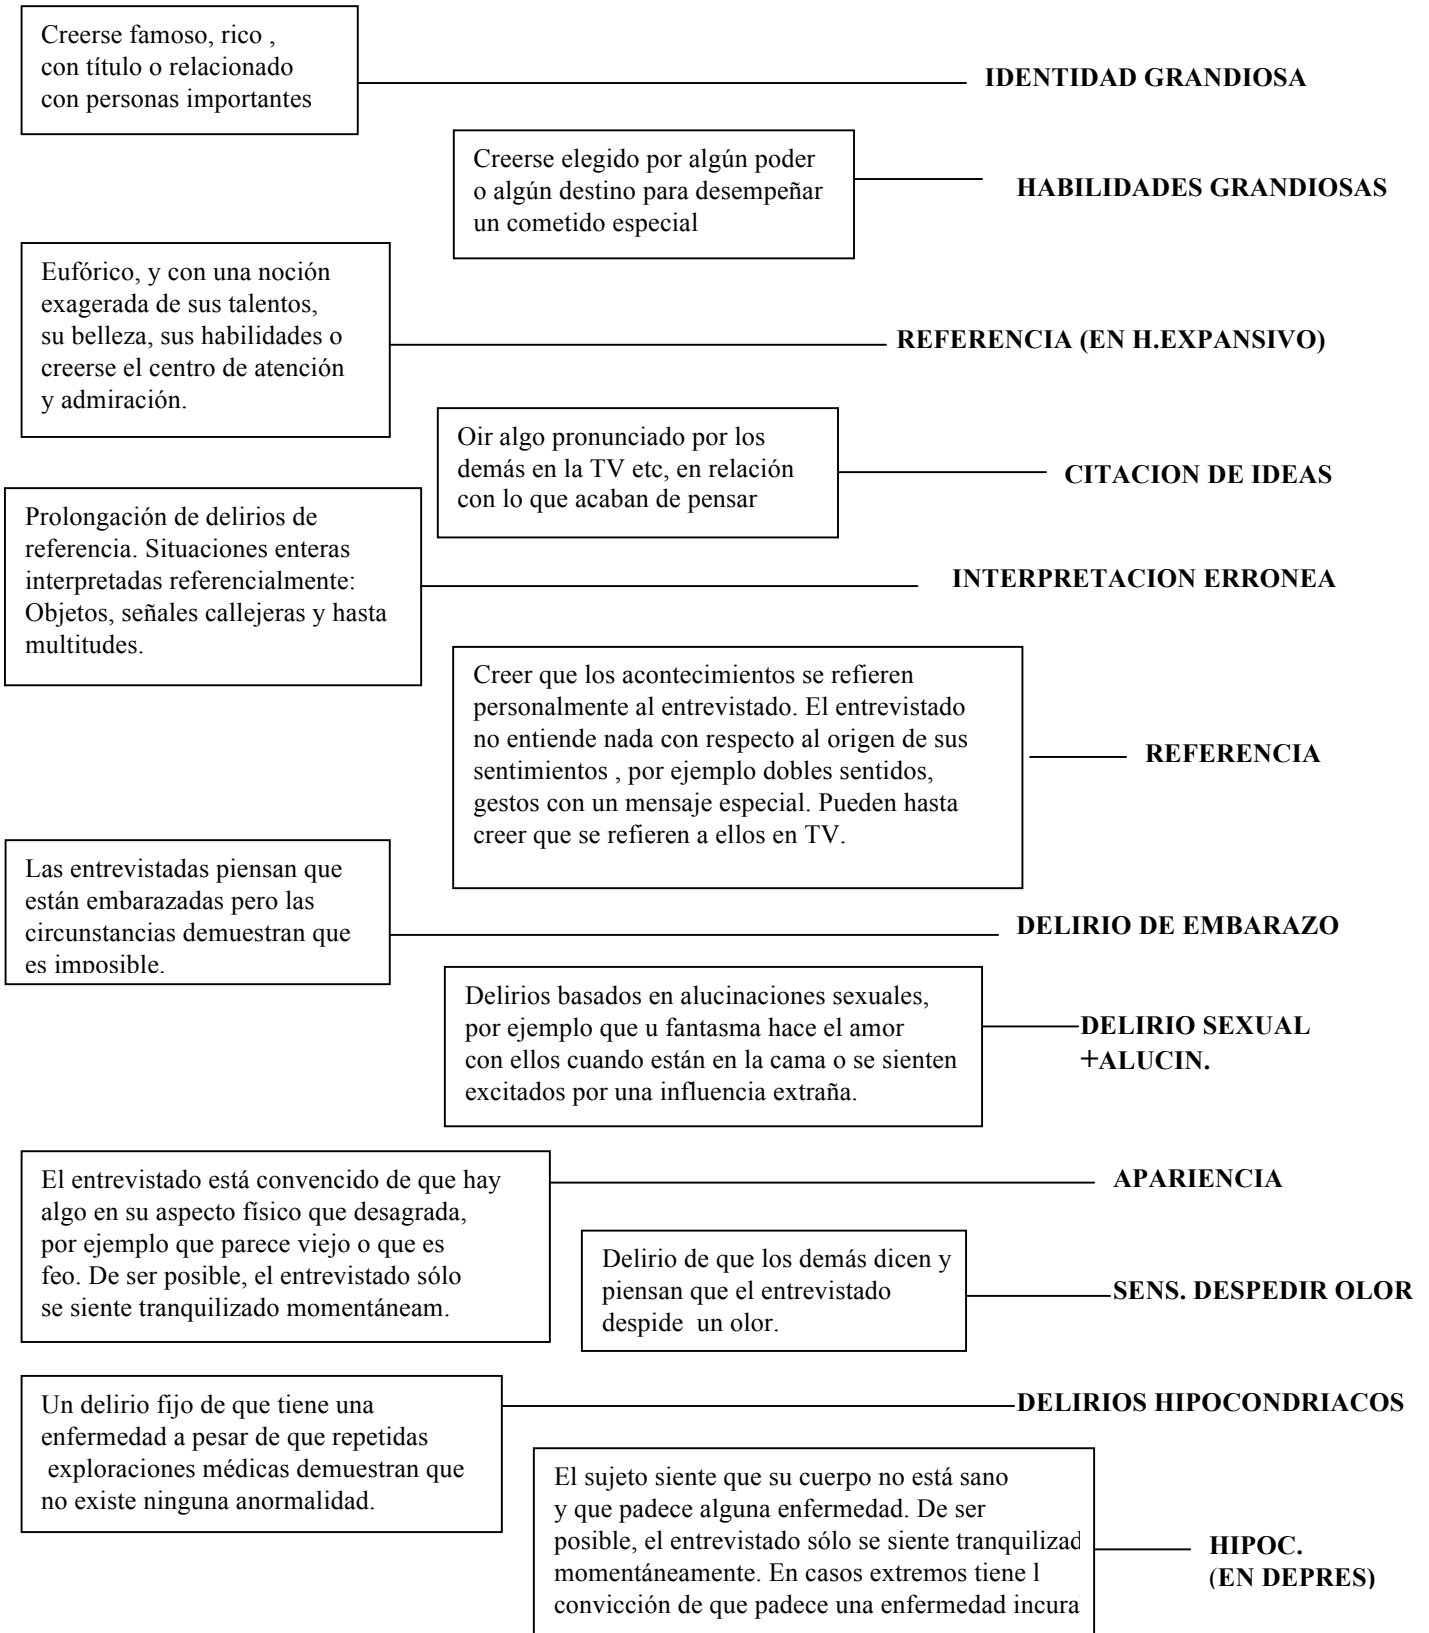 Creerse famoso, rico ,
con título o relacionado
con personas importantes
IDENTIDAD GRANDIOSA
Creerse elegido por algún poder
o algún destino para desempeñar
un cometido especial
HABILIDADES GRANDIOSAS
Eufórico, y con una noción
exagerada de sus talentos,
su belleza, sus habilidades o
creerse el centro de atención
y admiración.
REFERENCIA (EN H.EXPANSIVO)
Oir algo pronunciado por los
demás en la TV etc, en relación
con lo que acaban de pensar
CITACION DE IDEAS
Prolongación de delirios de
referencia. Situaciones enteras
interpretadas referencialmente:
Objetos, señales callejeras y hasta
multitudes.
INTERPRETACION ERRONEA
Creer que los acontecimientos se refieren
personalmente al entrevistado. El entrevistado
no entiende nada con respecto al origen de sus
sentimientos , por ejemplo dobles sentidos,
gestos con un mensaje especial. Pueden hasta
creer que se refieren a ellos en TV.
REFERENCIA
Las entrevistadas piensan que
están embarazadas pero las
circunstancias demuestran que
es imposible.
DELIRIO DE EMBARAZO
Delirios basados en alucinaciones sexuales,
por ejemplo que u fantasma hace el amor
con ellos cuando están en la cama o se sienten
excitados por una influencia extraña.
DELIRIO SEXUAL
+ALUCIN.
El entrevistado está convencido de que hay
algo en su aspecto físico que desagrada,
por ejemplo que parece viejo o que es
feo. De ser posible, el entrevistado sólo
se siente tranquilizado momentáneam.
APARIENCIA
Delirio de que los demás dicen y
piensan que el entrevistado
despide un olor.
SENS. DESPEDIR OLOR
Un delirio fijo de que tiene una
enfermedad a pesar de que repetidas
exploraciones médicas demuestran que
no existe ninguna anormalidad.
DELIRIOS HIPOCONDRIACOS
El sujeto siente que su cuerpo no está sano
y que padece alguna enfermedad. De ser
posible, el entrevistado sólo se siente tranquilizad
momentáneamente. En casos extremos tiene l
convicción de que padece una enfermedad incura
HIPOC.
(EN DEPRES)